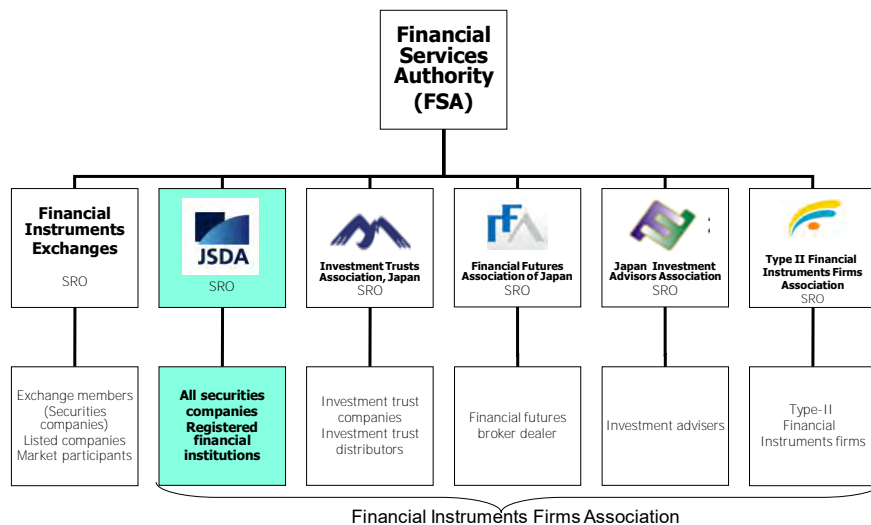 Financial
Services
Authority
(FSA)
Financial
Instruments
Exchanges
SRO
JSDA
SRO
Investment Trusts
Association, Japan
SRO
FFA
Financial Futures
Association of Japan
SRO
Japan Investment
Advisors Association
SRO
Type II Financial
Instruments Firms
Association
SRO
Exchange members
(Securities
companies)
Listed companies
Market participants
All securities
companies
Registered
financial
institutions
Investment trust
companies
Investment trust
distributors
Financial futures
broker dealer
Investment advisers
Type-II
Financial
Instruments firms
Financial Instruments Firms Association